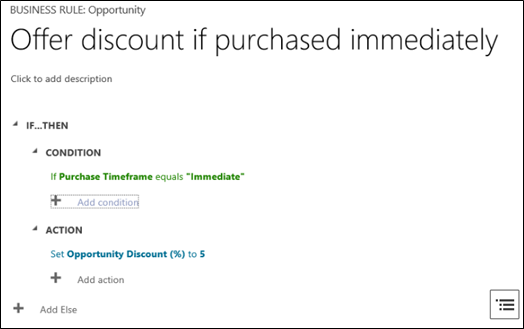 BUSINESS RULE: Opportunity
Offer discount if purchased immediately
Click to add description
IF...THEN
CONDITION
If Purchase Timeframe equals "Immediate"
Add condition
ACTION
Set Opportunity Discount (%) to 5
Add action
Add Else